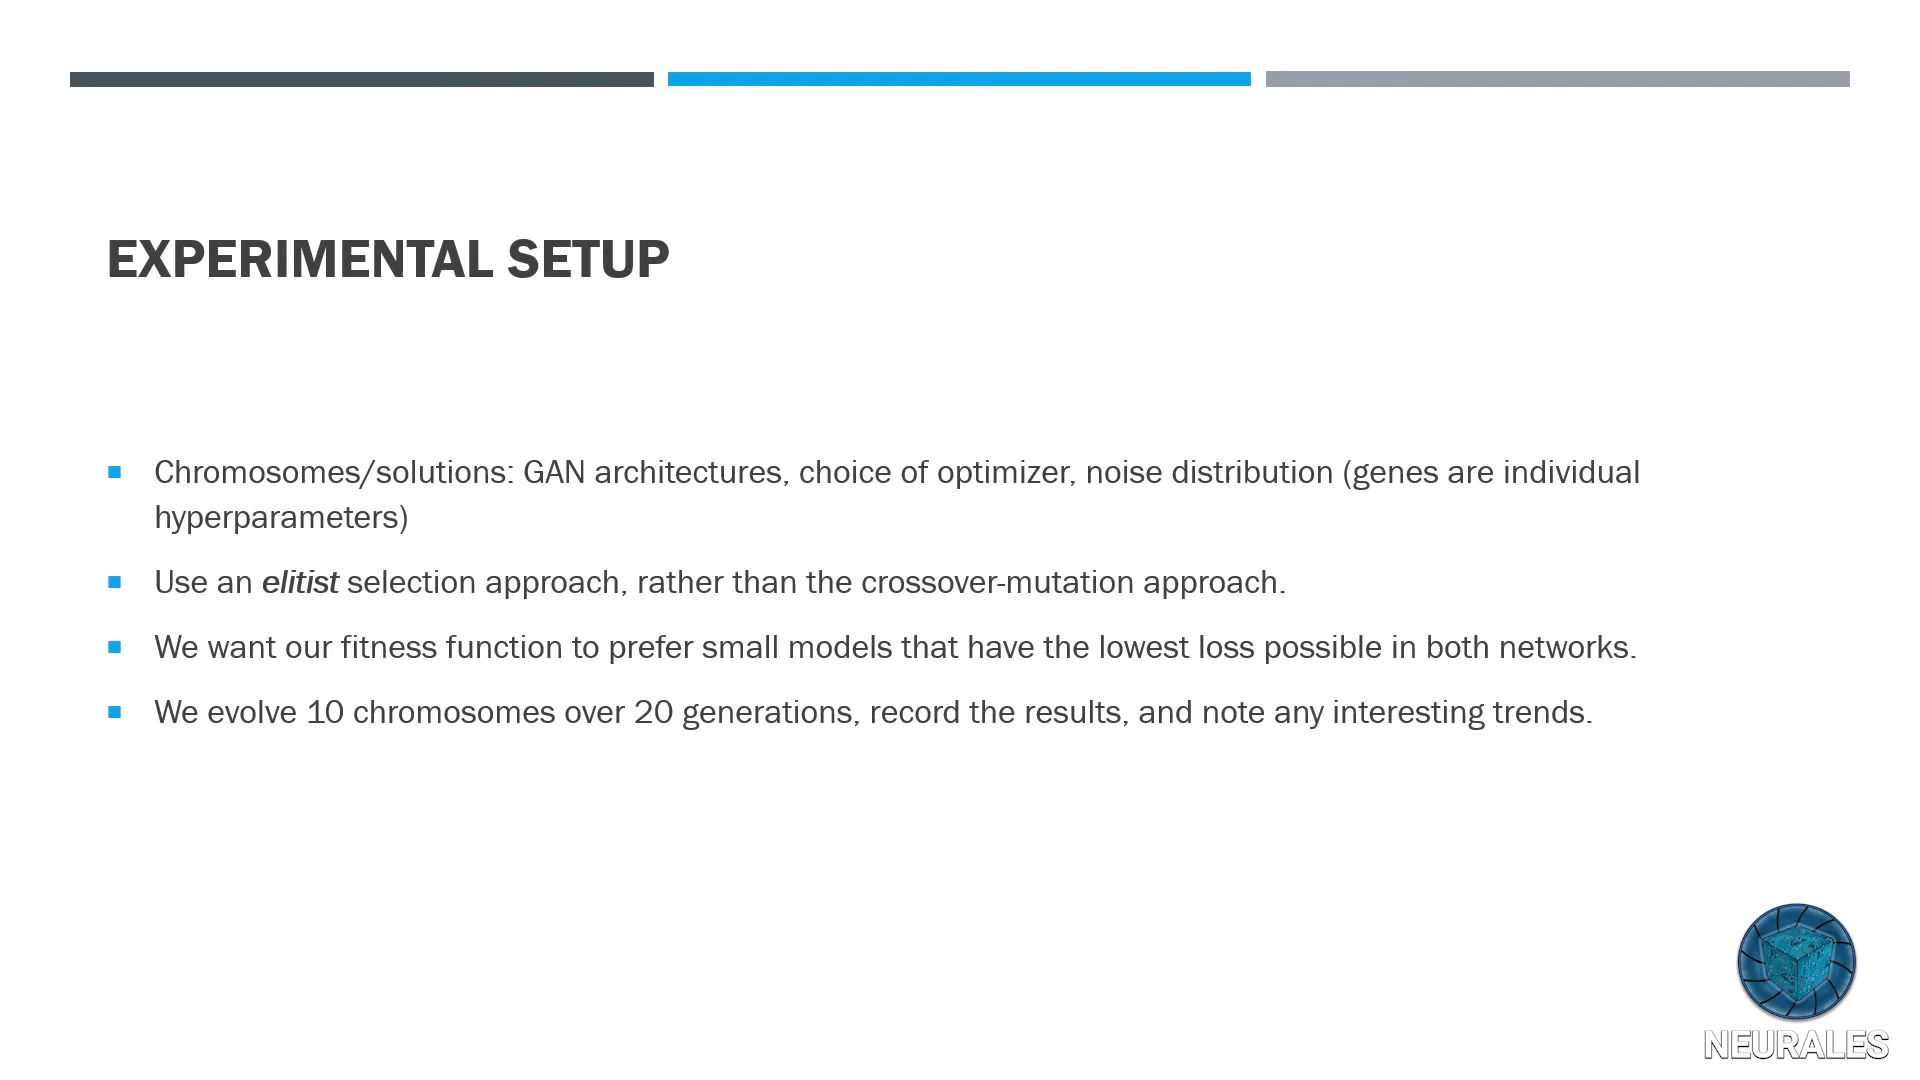 EXPERIMENTAL SETUP
Chromosomes/solutions: GAN architectures, choice of optimizer, noise distribution (genes are individual
hyperparameters)
Use an elitist selection approach, rather than the crossover-mutation approach.
We want our fitness function to prefer small models that have the lowest loss possible in both networks.
We evolve 10 chromosomes over 20 generations, record the results, and note any interesting trends.
NEURALES